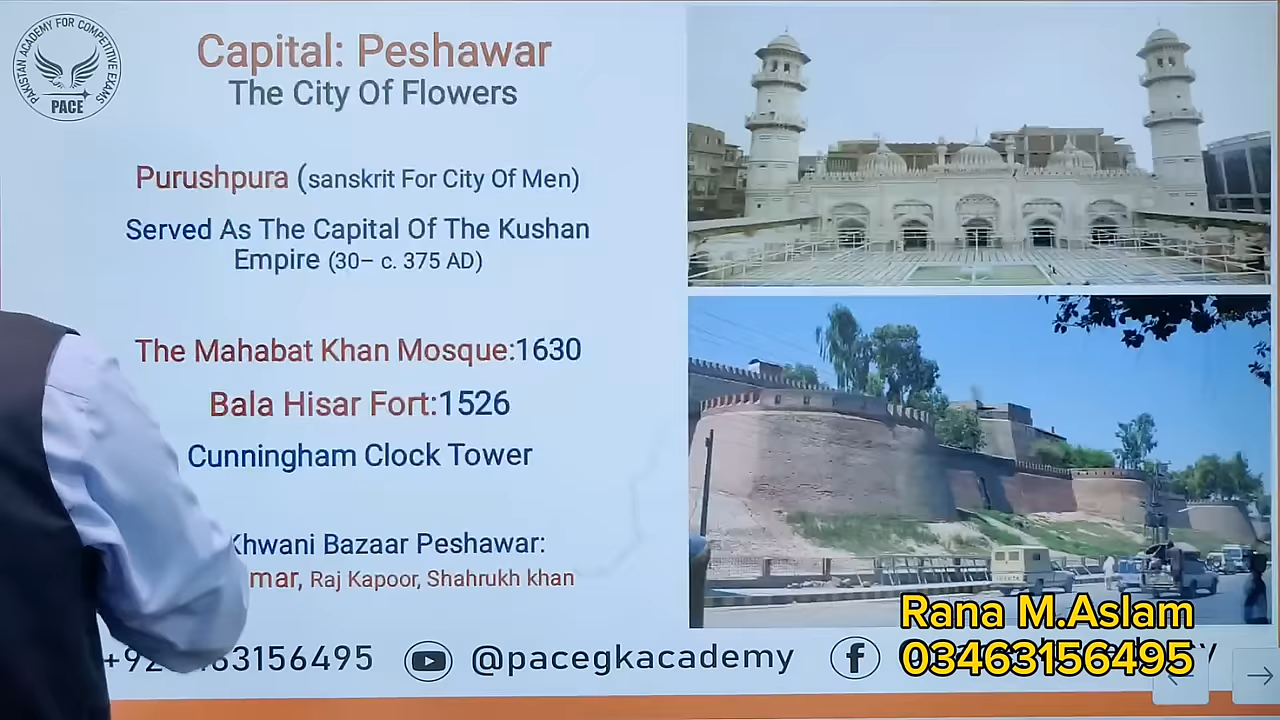 PAKISTAN ACADEMY FOR COMPETITIVE EXAMS
PACE
Capital: Peshawar
The City Of Flowers
Purushpura (sanskrit For City Of Men)
Served As The Capital Of The Kushan
Empire (30– c. 375 AD)
The Mahabat Khan Mosque:1630
Bala Hisar Fort:1526
Cunningham Clock Tower
Khwani Bazaar Peshawar:
mar, Raj Kapoor, Shahrukh khan
+92 63156495
@pacegkacademy
Rana M.Aslam
03463156495